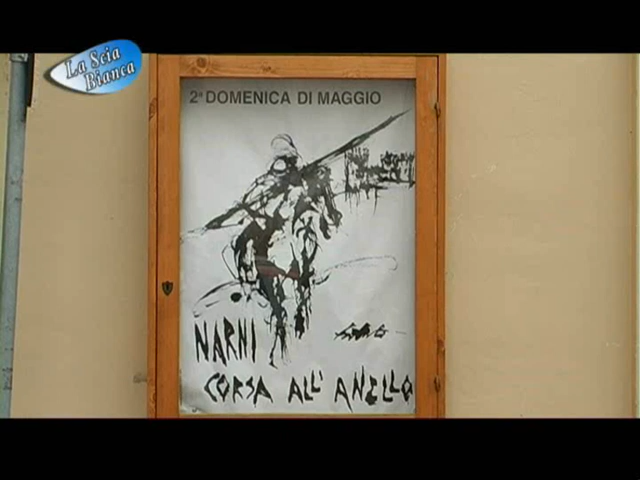 La Scia
Bianca
2ª DOMENICA DI MAGGIO
NARNI
CORSA ALL' ANELLO